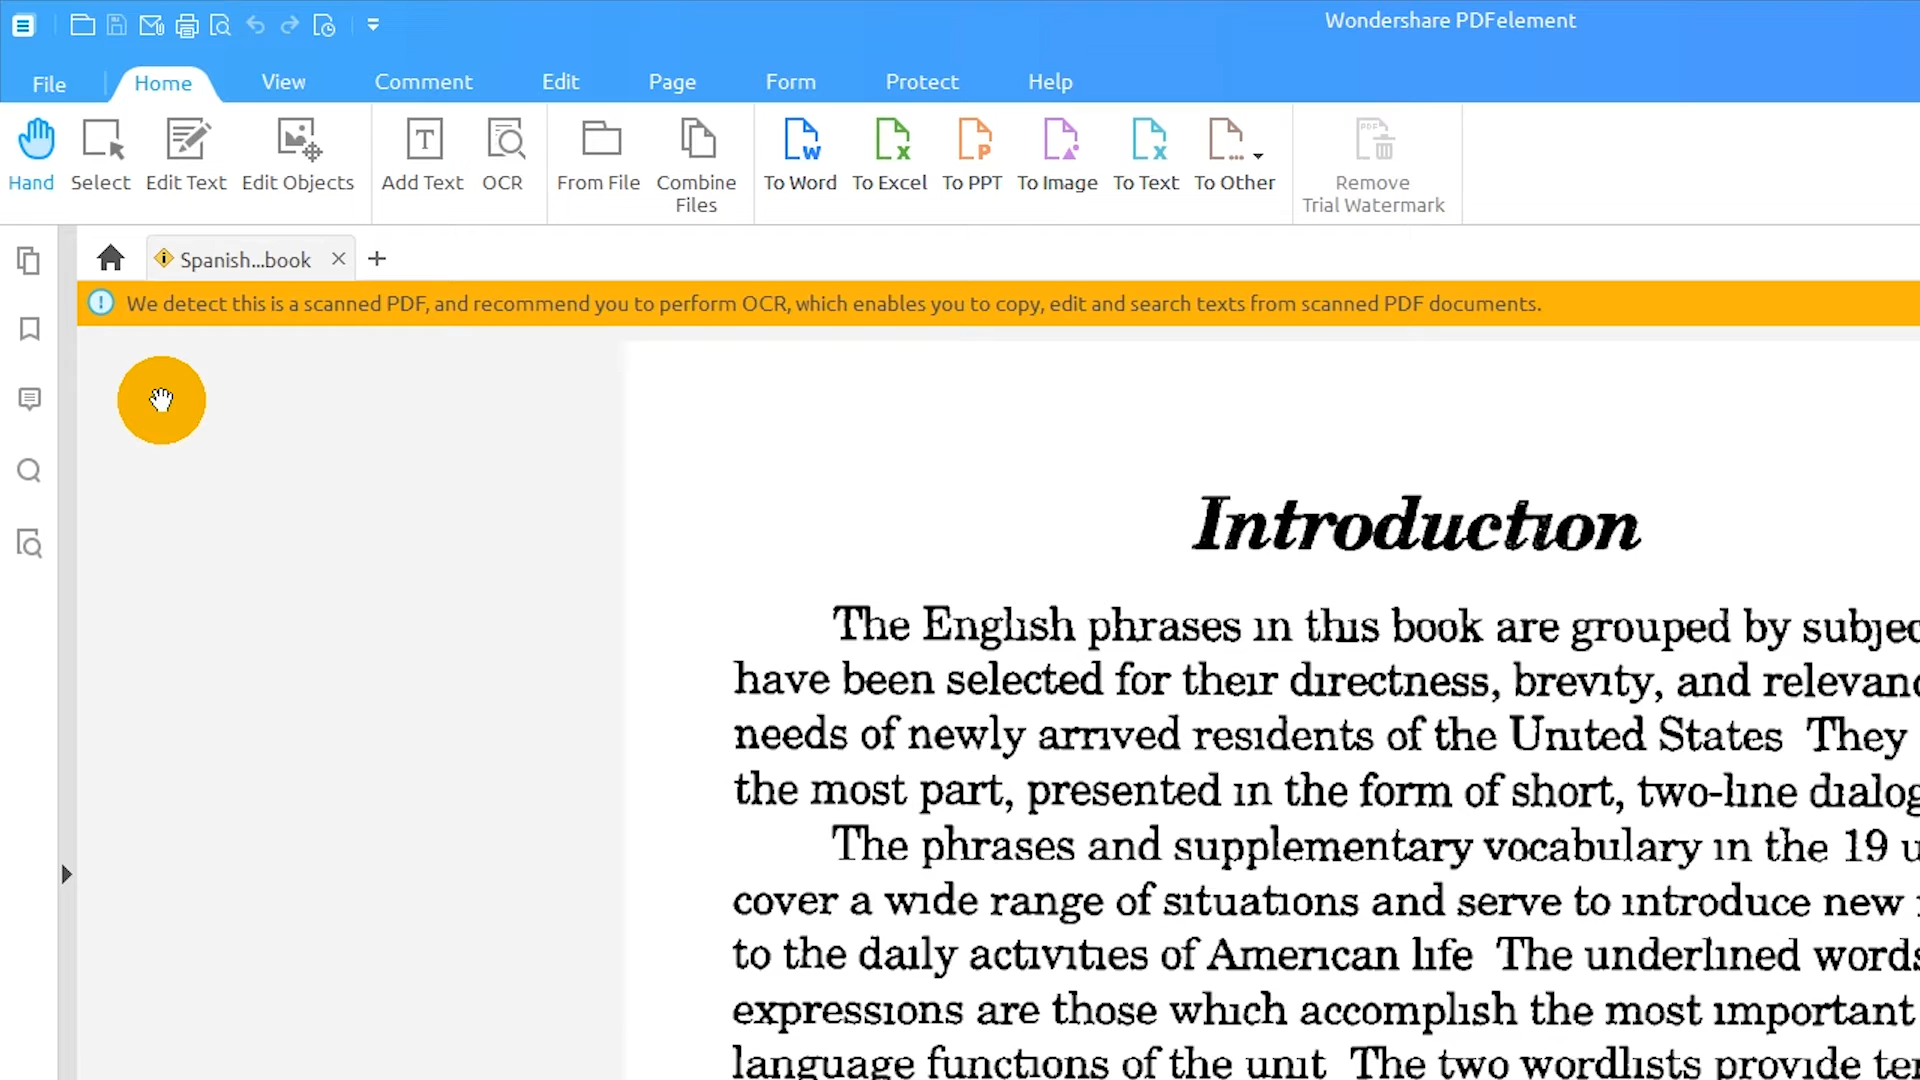 Wondershare PDFelement
File Home View Comment Edit Page Form Protect Help
Hand Select Edit Text Edit Objects Add Text OCR From File Combine Files To Word To Excel To PPT To Image To Text To Other Remove Trial Watermark
Spanish...book
We detect this is a scanned PDF, and recommend you to perform OCR, which enables you to copy, edit and search texts from scanned PDF documents.
Introduction
The English phrases in this book are grouped by subjec
have been selected for their directness, brevity, and relevanc
needs of newly arrived residents of the United States They
the most part, presented in the form of short, two-line dialog
The phrases and supplementary vocabulary in the 19 u
cover a wide range of situations and serve to introduce new
to the daily activities of American life The underlined words
expressions are those which accomplish the most important
language functions of the unit The two wordlists provide ter